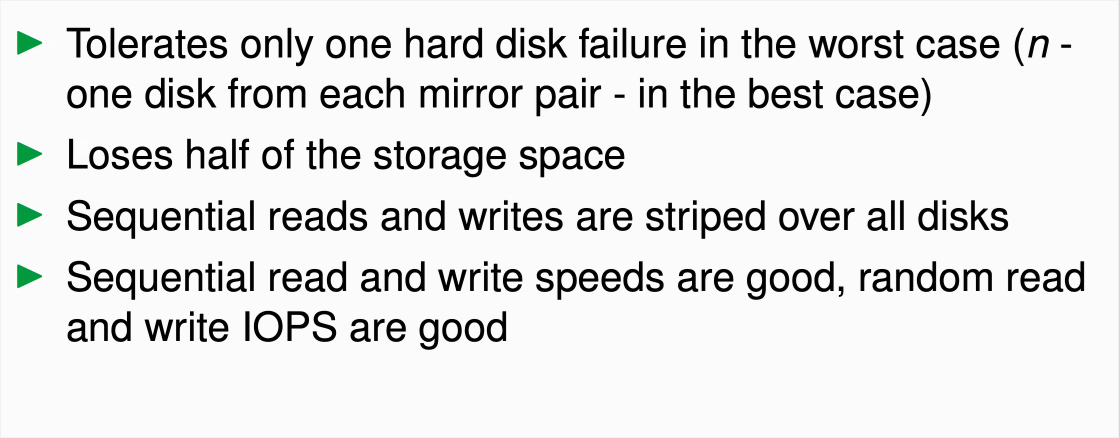 Tolerates only one hard disk failure in the worst case (n -
one disk from each mirror pair - in the best case)
Loses half of the storage space
Sequential reads and writes are striped over all disks
Sequential read and write speeds are good, random read
and write IOPS are good